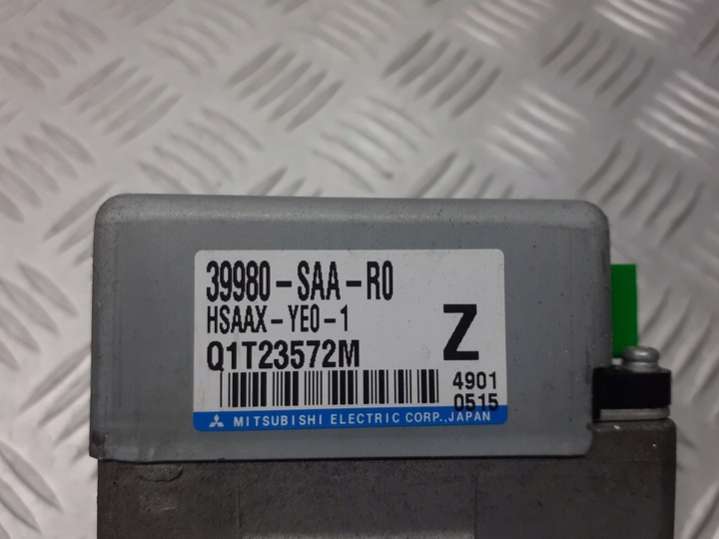 39980-SAA-R0
HSAAX-YE0-1
Z
Q1T23572M
4901
0515
MITSUBISHI ELECTRIC CORP.,JAPAN